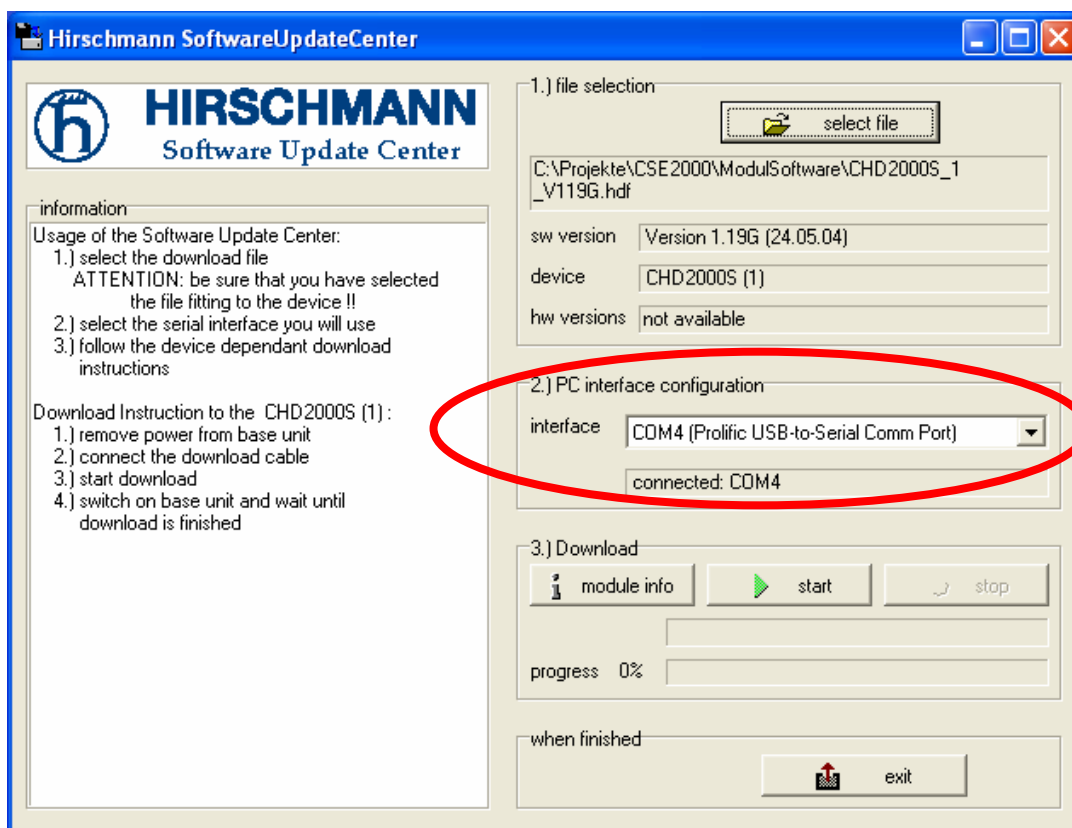 Hirschmann SoftwareUpdateCenter
HIRSCHMANN
Software Update Center
information
Usage of the Software Update Center:
1.) select the download file
ATTENTION: be sure that you have selected
the file fitting to the device !!
2.) select the serial interface you will use
3.) follow the device dependant download
instructions
Download Instruction to the CHD2000S (1) :
1.) remove power from base unit
2.) connect the download cable
3.) start download
4.) switch on base unit and wait until
download is finished
1.) file selection
select file
C:\Projekte\CSE2000\ModulSoftware\CHD2000S_1
_V119G.hdf
sw version Version 1.19G (24.05.04)
device CHD2000S (1)
hw versions not available
2.) PC interface configuration
interface COM4 (Prolific USB-to-Serial Comm Port)
connected: COM4
3.) Download
module info start stop
progress 0%
when finished
exit